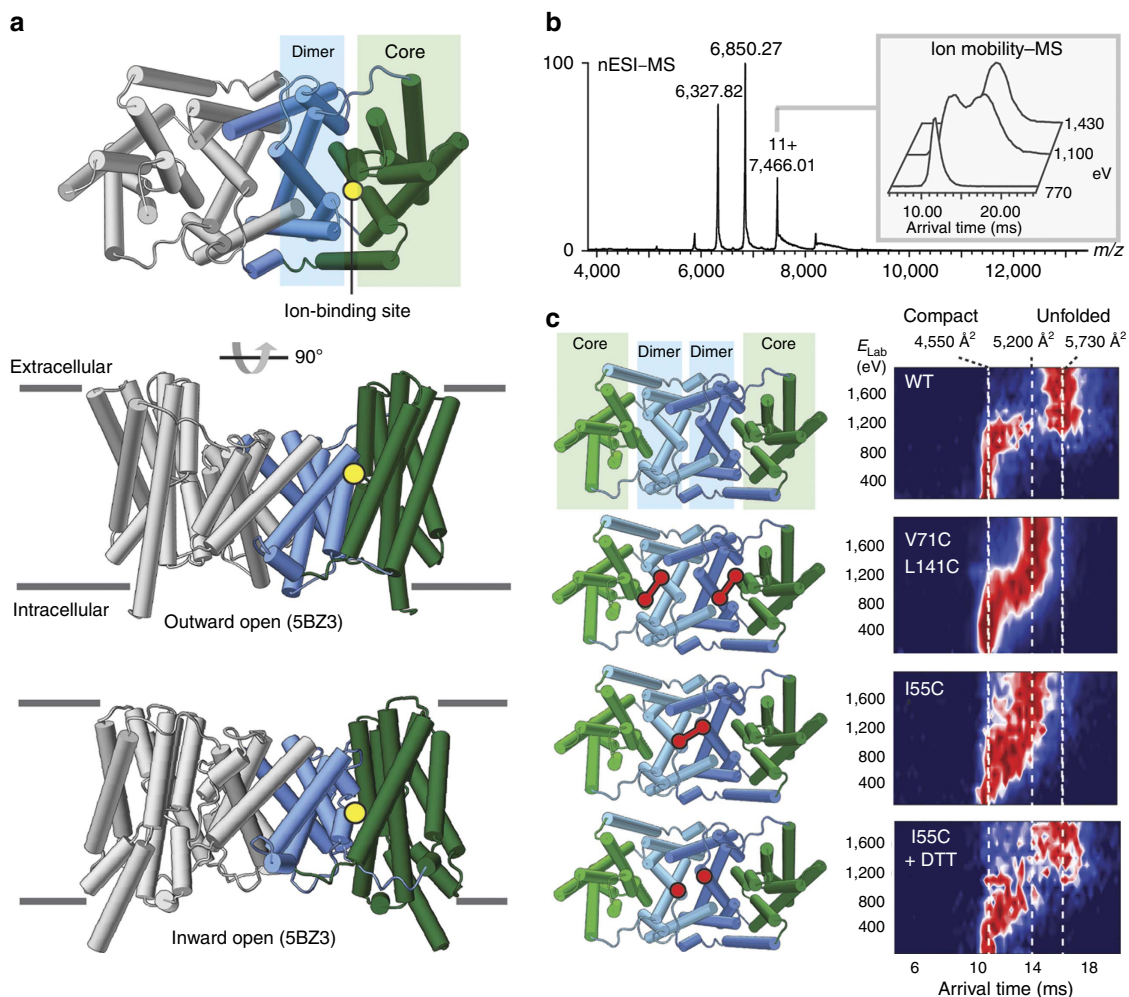 a
Dimer
Core
Ion-binding site
90°
Extracellular
Intracellular
Outward open (5BZ3)
Inward open (5BZ3)
b
nESI–MS
100
0
6,850.27
6,327.82
11+
7,466.01
4,000
6,000
8,000
10,000
12,000
m/z
Ion mobility–MS
1,430
1,100
eV
770
10.00
20.00
Arrival time (ms)
c
Core
Dimer
Dimer
Core
Compact
Unfolded
4,550 Å²
5,200 Å²
5,730 Å²
ELab
(eV)
WT
1,600
1,200
800
400
V71C
L141C
1,600
1,200
800
400
I55C
1,600
1,200
800
400
I55C
+ DTT
1,600
1,200
800
400
6
10
14
18
Arrival time (ms)